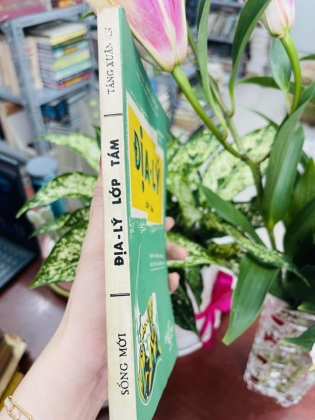 TĂNG XUÂN AN
ĐỊA-LÝ LỚP TÁM
SỐNG MỚI
ĐỊA-LÝ